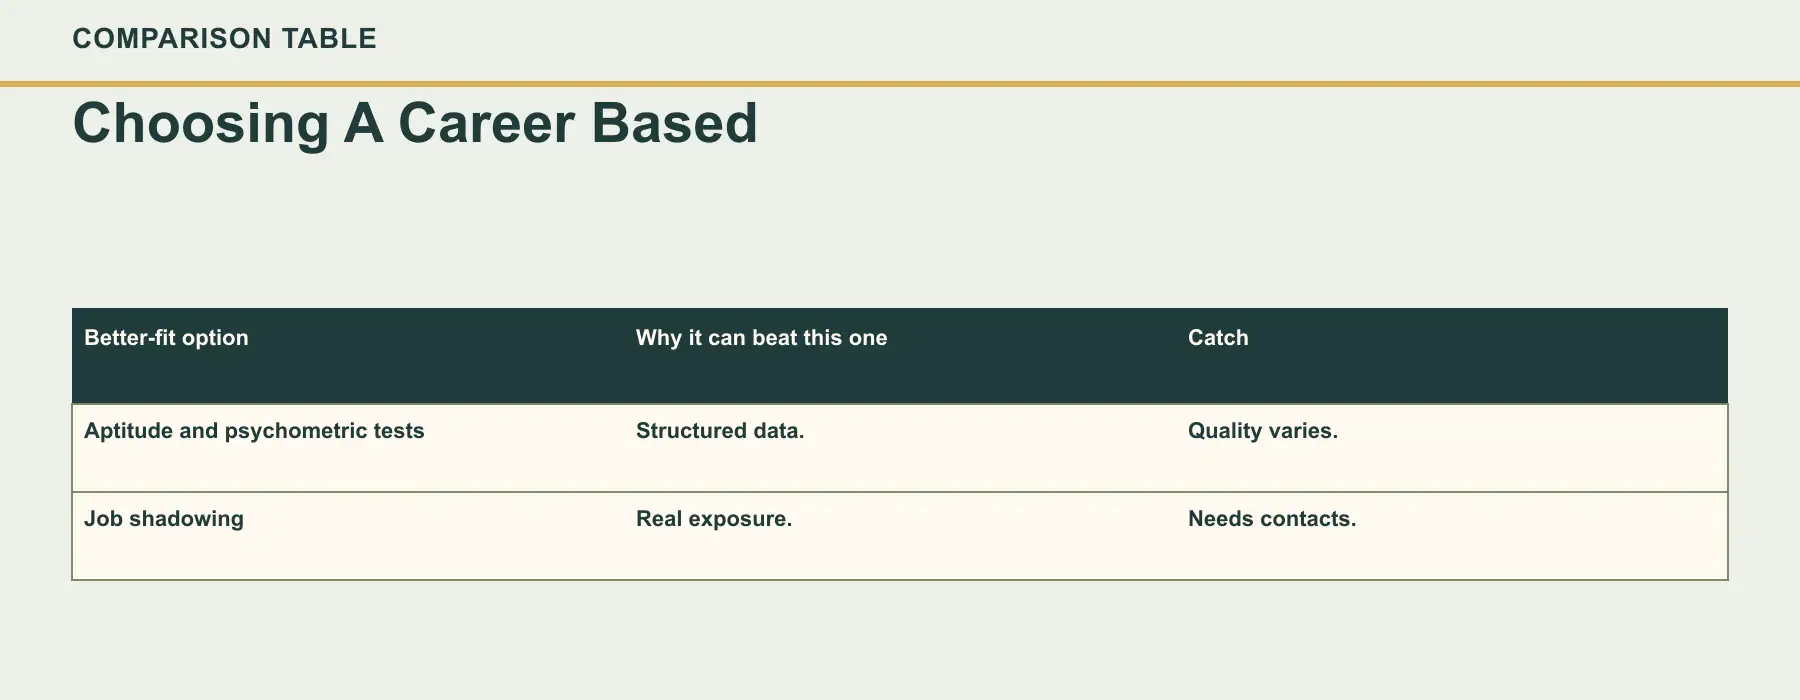 COMPARISON TABLE
Choosing A Career Based
Better-fit option Why it can beat this one Catch
Aptitude and psychometric tests Structured data. Quality varies.
Job shadowing Real exposure. Needs contacts.